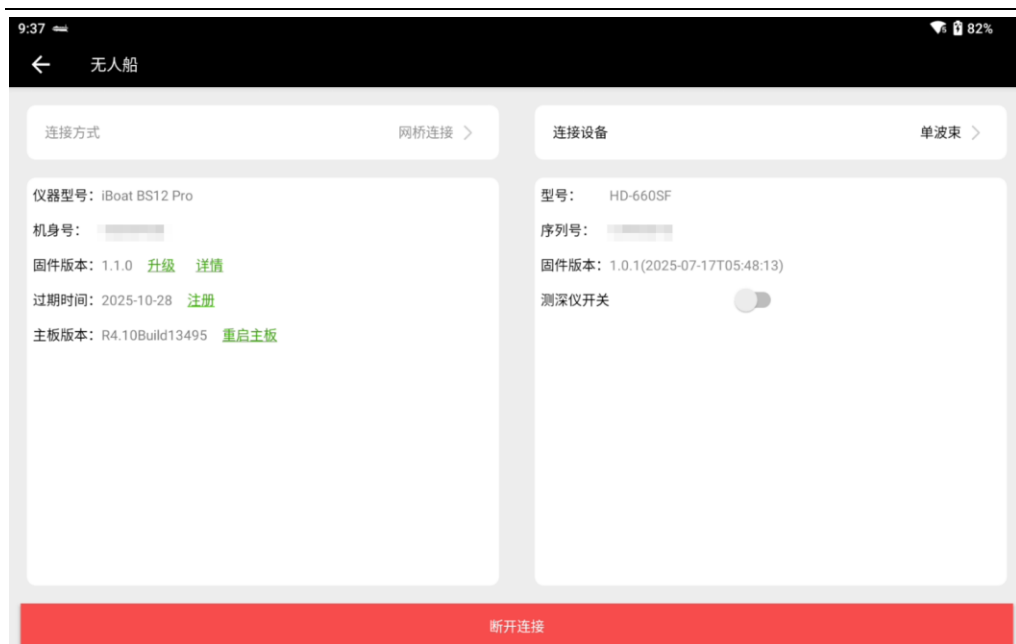 9:37
82%
无人船
连接方式 网桥连接
仪器型号：iBoat BS12 Pro
机身号：
固件版本：1.1.0 升级 详情
过期时间：2025-10-28 注册
主板版本：R4.10Build13495 重启主板
连接设备 单波束
型号： HD-660SF
序列号：
固件版本：1.0.1(2025-07-17T05:48:13)
测深仪开关
断开连接